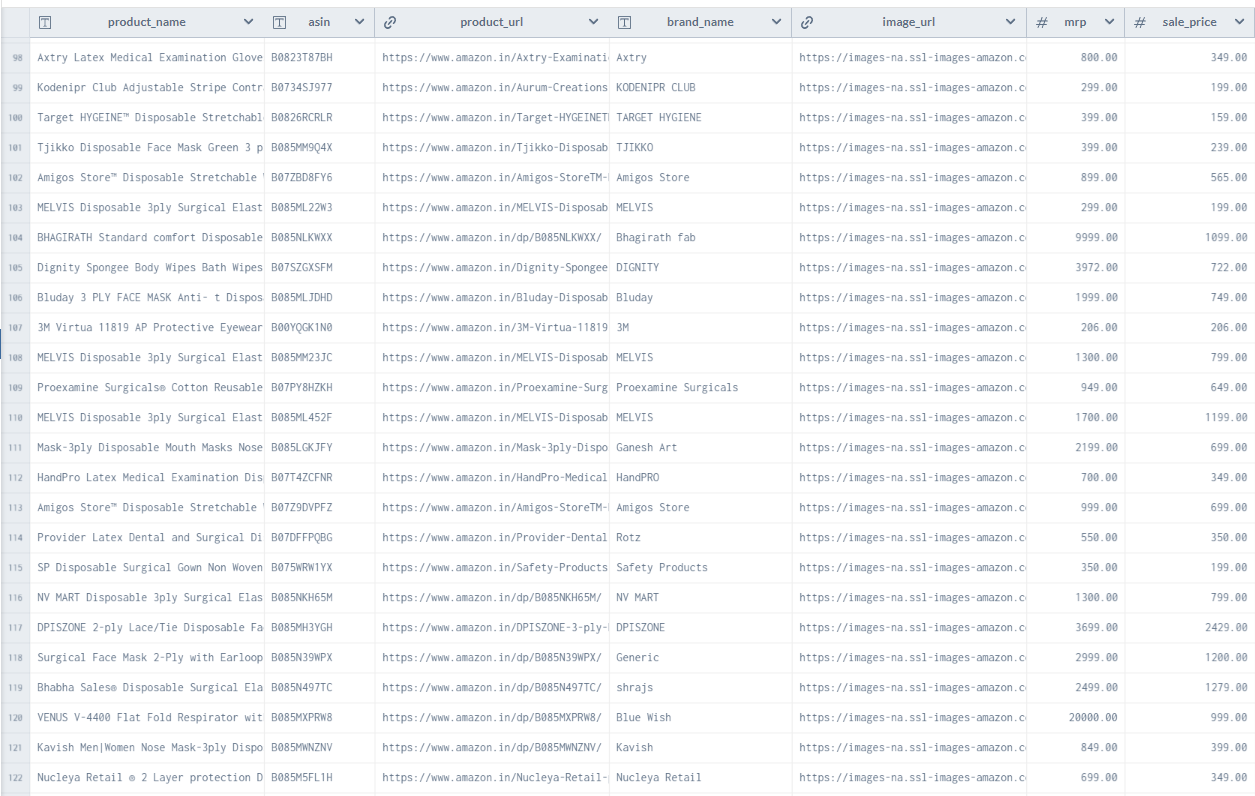 product_name asin product_url brand_name image_url # mrp # sale_price
98 Axtry Latex Medical Examination Glove B0823T87BH https://www.amazon.in/Axtry-Examinati Axtry https://images-na.ssl-images-amazon.c 800.00 349.00
99 Kodenipr Club Adjustable Stripe Contr B0734SJ977 https://www.amazon.in/Aurum-Creations KODENIPR CLUB https://images-na.ssl-images-amazon.c 299.00 199.00
100 Target HYGEINE™ Disposable Stretchabl B0826RCRLR https://www.amazon.in/Target-HYGEINET TARGET HYGIENE https://images-na.ssl-images-amazon.c 399.00 159.00
101 Tjikko Disposable Face Mask Green 3 p B085MM9Q4X https://www.amazon.in/Tjikko-Disposab TJIKKO https://images-na.ssl-images-amazon.c 399.00 239.00
102 Amigos Store™ Disposable Stretchable B07ZBD8FY6 https://www.amazon.in/Amigos-StoreTM- Amigos Store https://images-na.ssl-images-amazon.c 899.00 565.00
103 MELVIS Disposable 3ply Surgical Elast B085ML22W3 https://www.amazon.in/MELVIS-Disposab MELVIS https://images-na.ssl-images-amazon.c 299.00 199.00
104 BHAGIRATH Standard comfort Disposable B085NLKWXX https://www.amazon.in/dp/B085NLKWXX/ Bhagirath fab https://images-na.ssl-images-amazon.c 9999.00 1099.00
105 Dignity Spongee Body Wipes Bath Wipes B07SZGXSFM https://www.amazon.in/Dignity-Spongee DIGNITY https://images-na.ssl-images-amazon.c 3972.00 722.00
106 Bluday 3 PLY FACE MASK Anti- t Dispos B085MLJDHD https://www.amazon.in/Bluday-Disposab Bluday https://images-na.ssl-images-amazon.c 1999.00 749.00
107 3M Virtua 11819 AP Protective Eyewear B00YQGK1N0 https://www.amazon.in/3M-Virtua-11819 3M https://images-na.ssl-images-amazon.c 206.00 206.00
108 MELVIS Disposable 3ply Surgical Elast B085MM23JC https://www.amazon.in/MELVIS-Disposab MELVIS https://images-na.ssl-images-amazon.c 1300.00 799.00
109 Proexamine Surgicals® Cotton Reusable B07PY8HZKH https://www.amazon.in/Proexamine-Surg Proexamine Surgicals https://images-na.ssl-images-amazon.c 949.00 649.00
110 MELVIS Disposable 3ply Surgical Elast B085ML452F https://www.amazon.in/MELVIS-Disposab MELVIS https://images-na.ssl-images-amazon.c 1700.00 1199.00
111 Mask-3ply Disposable Mouth Masks Nose B085LGKJFY https://www.amazon.in/Mask-3ply-Dispo Ganesh Art https://images-na.ssl-images-amazon.c 2199.00 699.00
112 HandPro Latex Medical Examination Dis B07T4ZCFNR https://www.amazon.in/HandPro-Medical HandPRO https://images-na.ssl-images-amazon.c 700.00 349.00
113 Amigos Store™ Disposable Stretchable B07Z9DVPFZ https://www.amazon.in/Amigos-StoreTM- Amigos Store https://images-na.ssl-images-amazon.c 999.00 699.00
114 Provider Latex Dental and Surgical Di B07DFFPQBG https://www.amazon.in/Provider-Dental Rotz https://images-na.ssl-images-amazon.c 550.00 350.00
115 SP Disposable Surgical Gown Non Woven B075WRW1YX https://www.amazon.in/Safety-Products Safety Products https://images-na.ssl-images-amazon.c 350.00 199.00
116 NV MART Disposable 3ply Surgical Elas B085NKH65M https://www.amazon.in/dp/B085NKH65M/ NV MART https://images-na.ssl-images-amazon.c 1300.00 799.00
117 DPISZONE 2-ply Lace/Tie Disposable Fa B085MH3YGH https://www.amazon.in/DPISZONE-3-ply- DPISZONE https://images-na.ssl-images-amazon.c 3699.00 2429.00
118 Surgical Face Mask 2-Ply with Earloop B085N39WPX https://www.amazon.in/dp/B085N39WPX/ Generic https://images-na.ssl-images-amazon.c 2999.00 1200.00
119 Bhabha Sales® Disposable Surgical Ela B085N497TC https://www.amazon.in/dp/B085N497TC/ shrajs https://images-na.ssl-images-amazon.c 2499.00 1279.00
120 VENUS V-4400 Flat Fold Respirator wit B085MXPRW8 https://www.amazon.in/dp/B085MXPRW8/ Blue Wish https://images-na.ssl-images-amazon.c 20000.00 999.00
121 Kavish Men|Women Nose Mask-3ply Dispo B085MWNZNV https://www.amazon.in/dp/B085MWNZNV/ Kavish https://images-na.ssl-images-amazon.c 849.00 399.00
122 Nucleya Retail ® 2 Layer protection D B085M5FL1H https://www.amazon.in/Nucleya-Retail- Nucleya Retail https://images-na.ssl-images-amazon.c 699.00 349.00